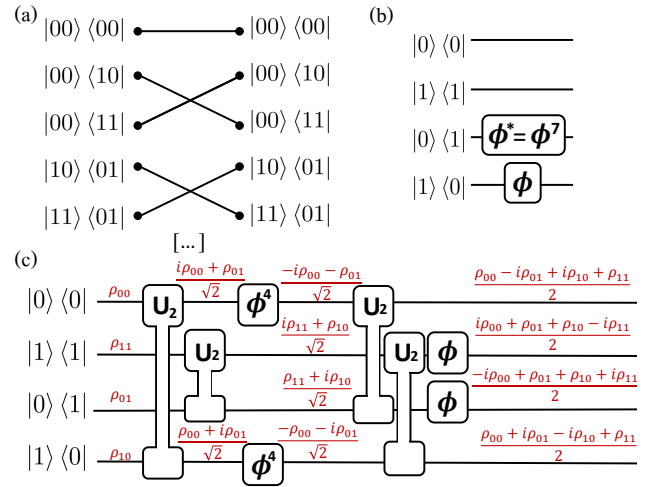 (a)
|00⟩ ⟨00| |00⟩ ⟨00|
|00⟩ ⟨10| |00⟩ ⟨10|
|00⟩ ⟨11| |00⟩ ⟨11|
|10⟩ ⟨01| |10⟩ ⟨01|
|11⟩ ⟨01| |11⟩ ⟨01|
[...]
(b)
|0⟩ ⟨0|
|1⟩ ⟨1|
|0⟩ ⟨1| ϕ* = ϕ⁷
|1⟩ ⟨0| ϕ
(c)
|0⟩ ⟨0| ρ₀₀ U₂ (iρ₀₀ + ρ₀₁)/√2 ϕ⁴ (−iρ₀₀ − ρ₀₁)/√2 U₂ (ρ₀₀ − iρ₀₁ + iρ₁₀ + ρ₁₁)/2
|1⟩ ⟨1| ρ₁₁ U₂ (iρ₁₁ + ρ₁₀)/√2 U₂ ϕ (iρ₀₀ + ρ₀₁ + ρ₁₀ − iρ₁₁)/2
|0⟩ ⟨1| ρ₀₁ (ρ₁₁ + iρ₁₀)/√2 ϕ (−iρ₀₀ + ρ₀₁ + ρ₁₀ + iρ₁₁)/2
|1⟩ ⟨0| ρ₁₀ (ρ₀₀ + iρ₀₁)/√2 ϕ⁴ (−ρ₀₀ − iρ₀₁)/√2 (ρ₀₀ + iρ₀₁ − iρ₁₀ + ρ₁₁)/2